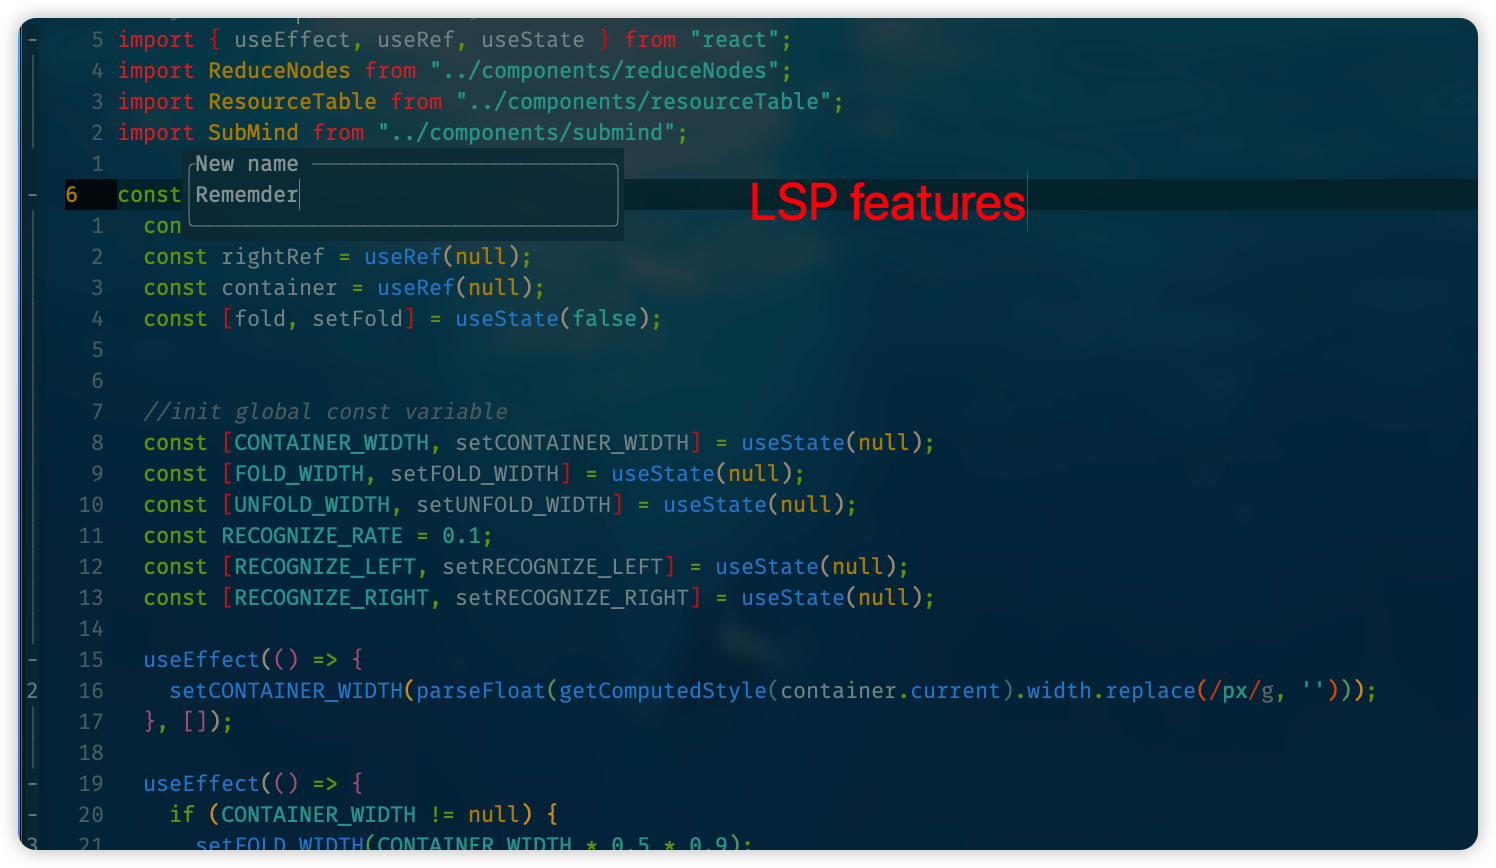 5 import { useEffect, useRef, useState } from "react";
4 import ReduceNodes from "../components/reduceNodes";
3 import ResourceTable from "../components/resourceTable";
2 import SubMind from "../components/submind";
1 New name
6 const Rememder LSP features
1 con
2 const rightRef = useRef(null);
3 const container = useRef(null);
4 const [fold, setFold] = useState(false);
5
6
7 //init global const variable
8 const [CONTAINER_WIDTH, setCONTAINER_WIDTH] = useState(null);
9 const [FOLD_WIDTH, setFOLD_WIDTH] = useState(null);
10 const [UNFOLD_WIDTH, setUNFOLD_WIDTH] = useState(null);
11 const RECOGNIZE_RATE = 0.1;
12 const [RECOGNIZE_LEFT, setRECOGNIZE_LEFT] = useState(null);
13 const [RECOGNIZE_RIGHT, setRECOGNIZE_RIGHT] = useState(null);
14
15 useEffect(() => {
2 16 setCONTAINER_WIDTH(parseFloat(getComputedStyle(container.current).width.replace(/px/g, '')));
17 }, []);
18
19 useEffect(() => {
20 if (CONTAINER_WIDTH != null) {
3 21 setFOLD_WIDTH(CONTAINER_WIDTH * 0.5 * 0.9);